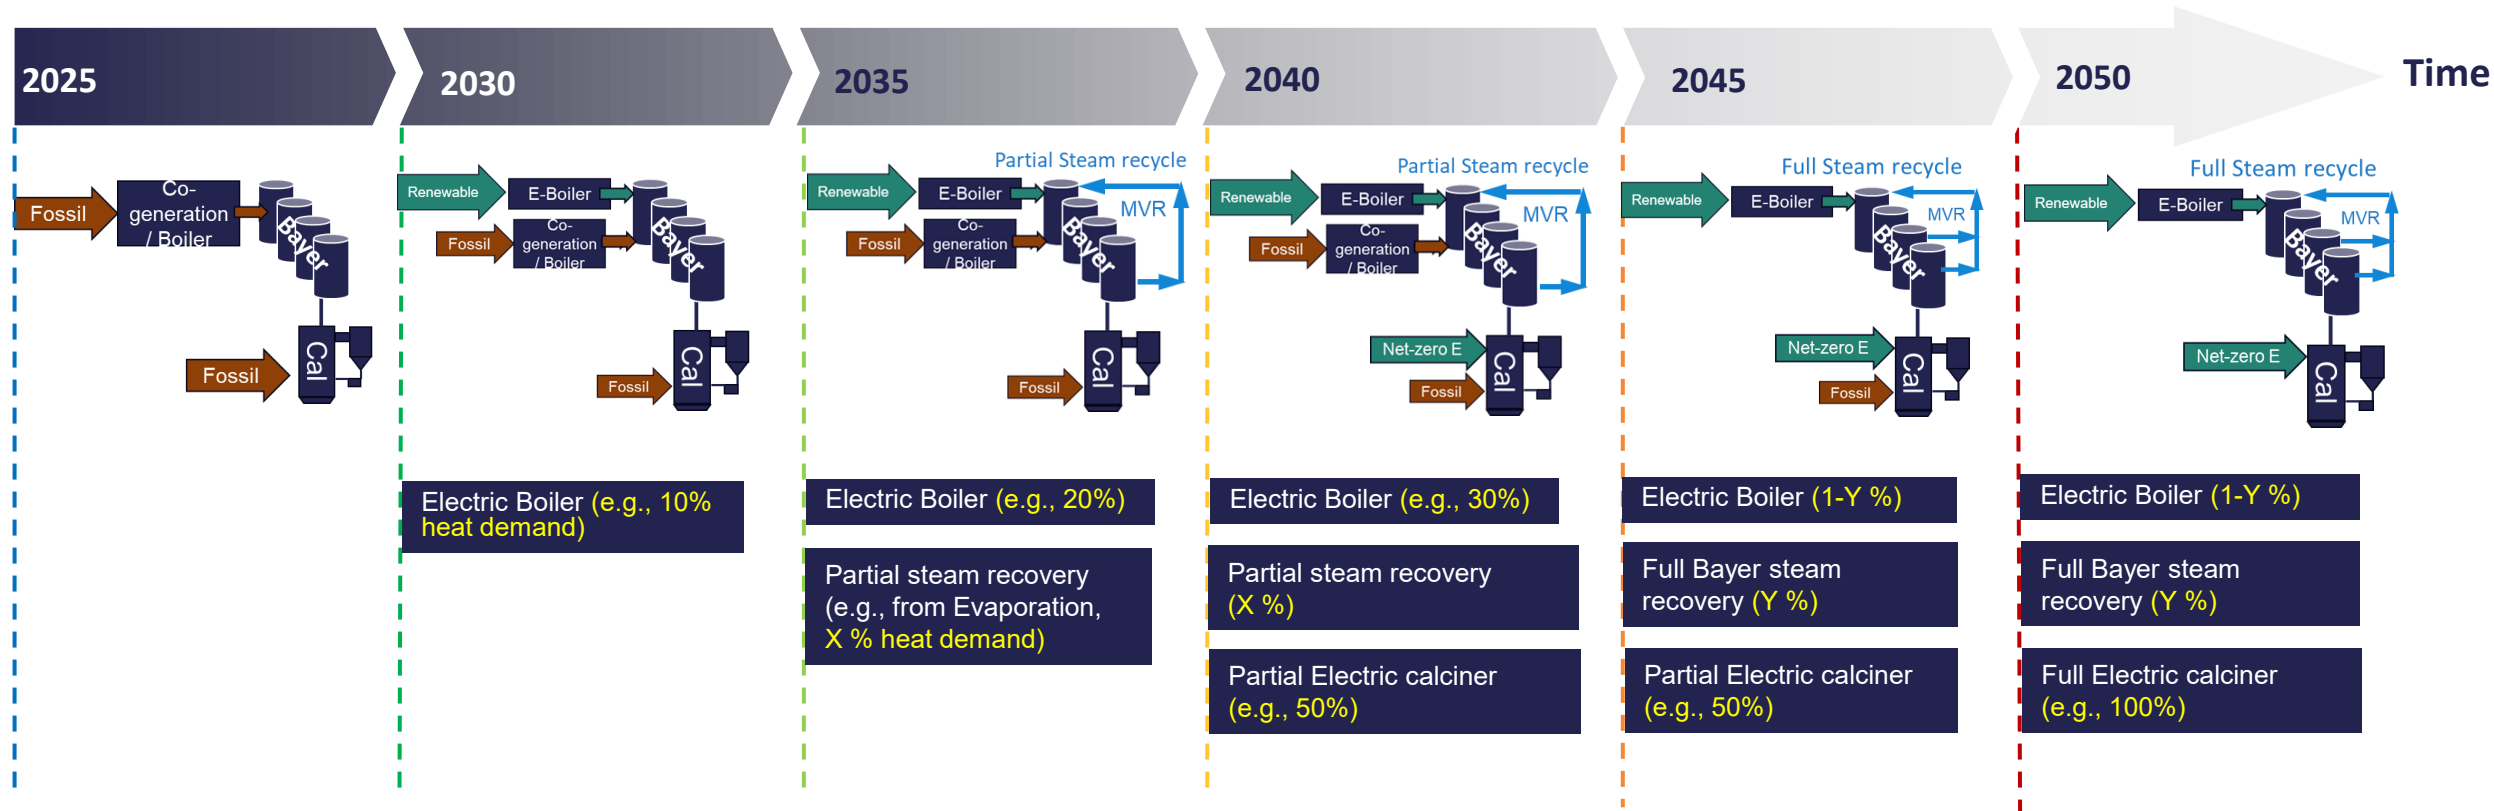 2025
2030
2035
2040
2045
2050
Time
Fossil
Co-
generation
/ Boiler
Bayer
Fossil
Cal
Renewable
E-Boiler
Fossil
Co-
generation
/ Boiler
Bayer
Fossil
Cal
Partial Steam recycle
Renewable
E-Boiler
MVR
Fossil
Co-
generation
/ Boiler
Bayer
Fossil
Cal
Partial Steam recycle
Renewable
E-Boiler
MVR
Fossil
Co-
generation
/ Boiler
Bayer
Net-zero E
Fossil
Cal
Full Steam recycle
Renewable
E-Boiler
MVR
Bayer
Net-zero E
Fossil
Cal
Full Steam recycle
Renewable
E-Boiler
MVR
Bayer
Net-zero E
Cal
Electric Boiler (e.g., 10%
heat demand)
Electric Boiler (e.g., 20%)
Partial steam recovery
(e.g., from Evaporation,
X % heat demand)
Electric Boiler (e.g., 30%)
Partial steam recovery
(X %)
Partial Electric calciner
(e.g., 50%)
Electric Boiler (1-Y %)
Full Bayer steam
recovery (Y %)
Partial Electric calciner
(e.g., 50%)
Electric Boiler (1-Y %)
Full Bayer steam
recovery (Y %)
Full Electric calciner
(e.g., 100%)